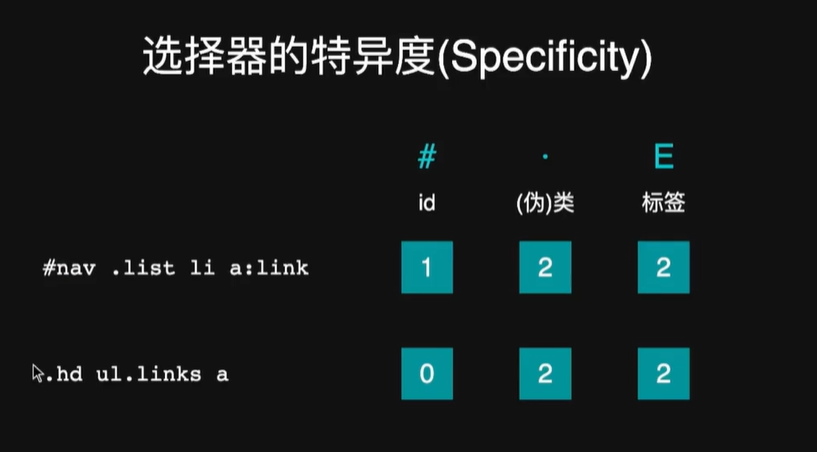 选择器的特异度(Specificity)
# · E
id (伪)类 标签
#nav .list li a:link 1 2 2
.hd ul.links a 0 2 2